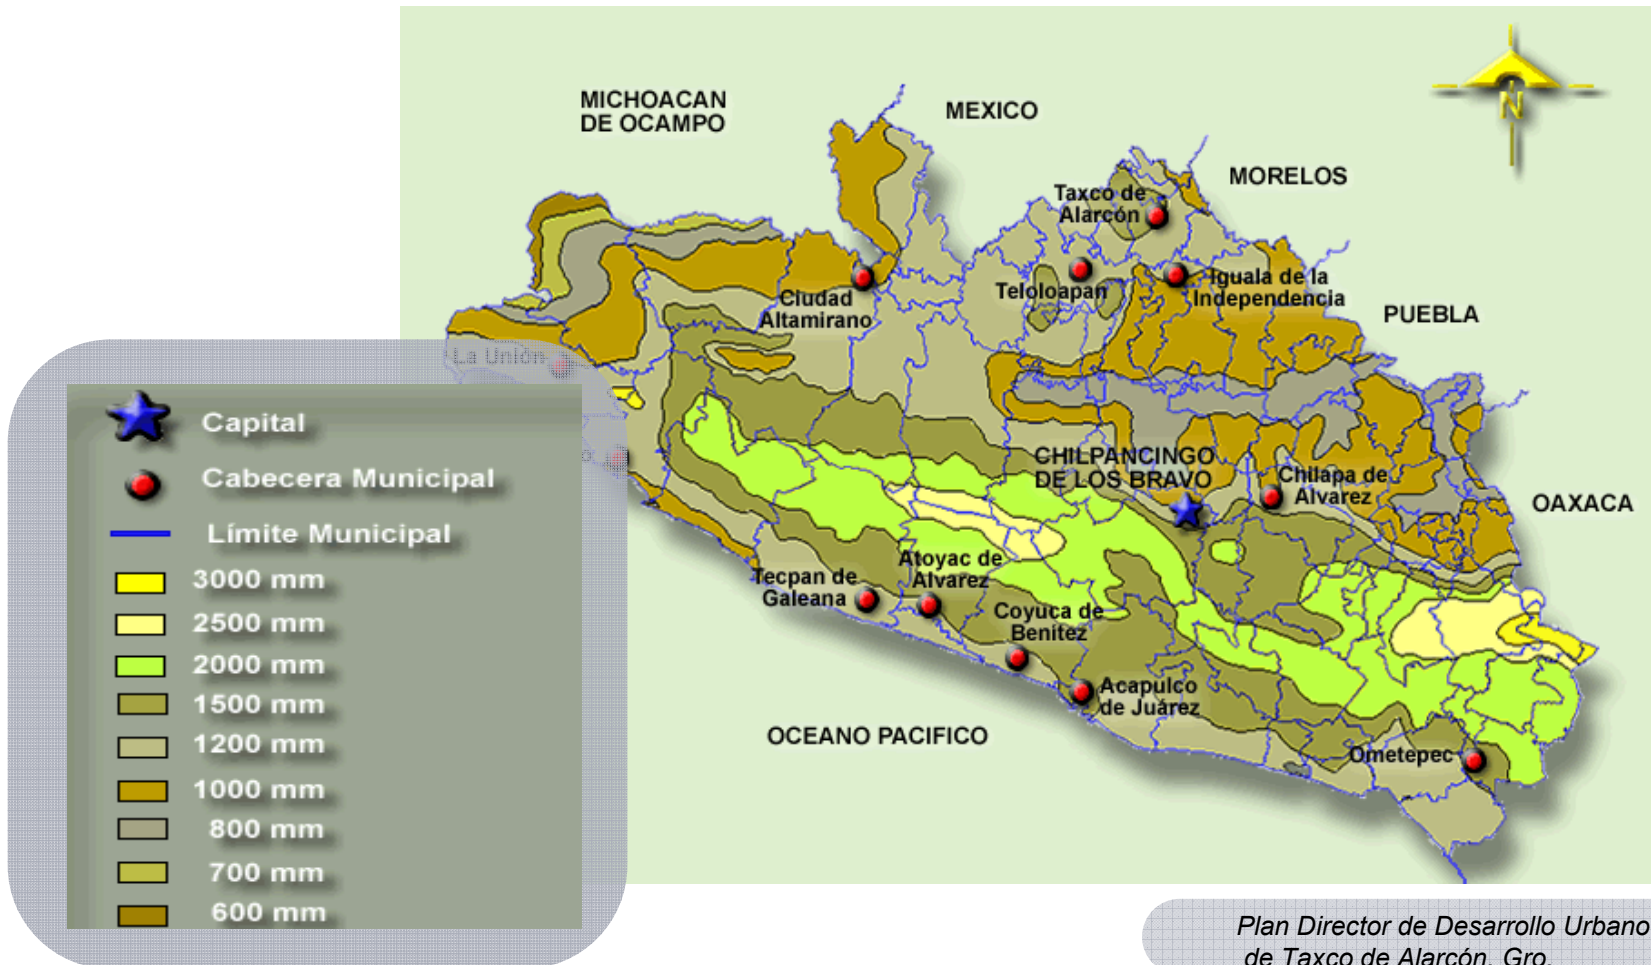 MICHOACAN
DE OCAMPO
MEXICO
MORELOS
N
Taxco de
Alarcón
Teloloapan
Iguala de la
Independencia
Ciudad
Altamirano
PUEBLA
La Unión
CHILPANCINGO
DE LOS BRAVO
Chilapa de
Alvarez
OAXACA
Atoyac de
Alvarez
Tecpan de
Galeana
Coyuca de
Benítez
Acapulco
de Juárez
OCEANO PACIFICO
Ometepec
Capital
Cabecera Municipal
Límite Municipal
3000 mm
2500 mm
2000 mm
1500 mm
1200 mm
1000 mm
800 mm
700 mm
600 mm
Plan Director de Desarrollo Urbano
de Taxco de Alarcón, Gro.